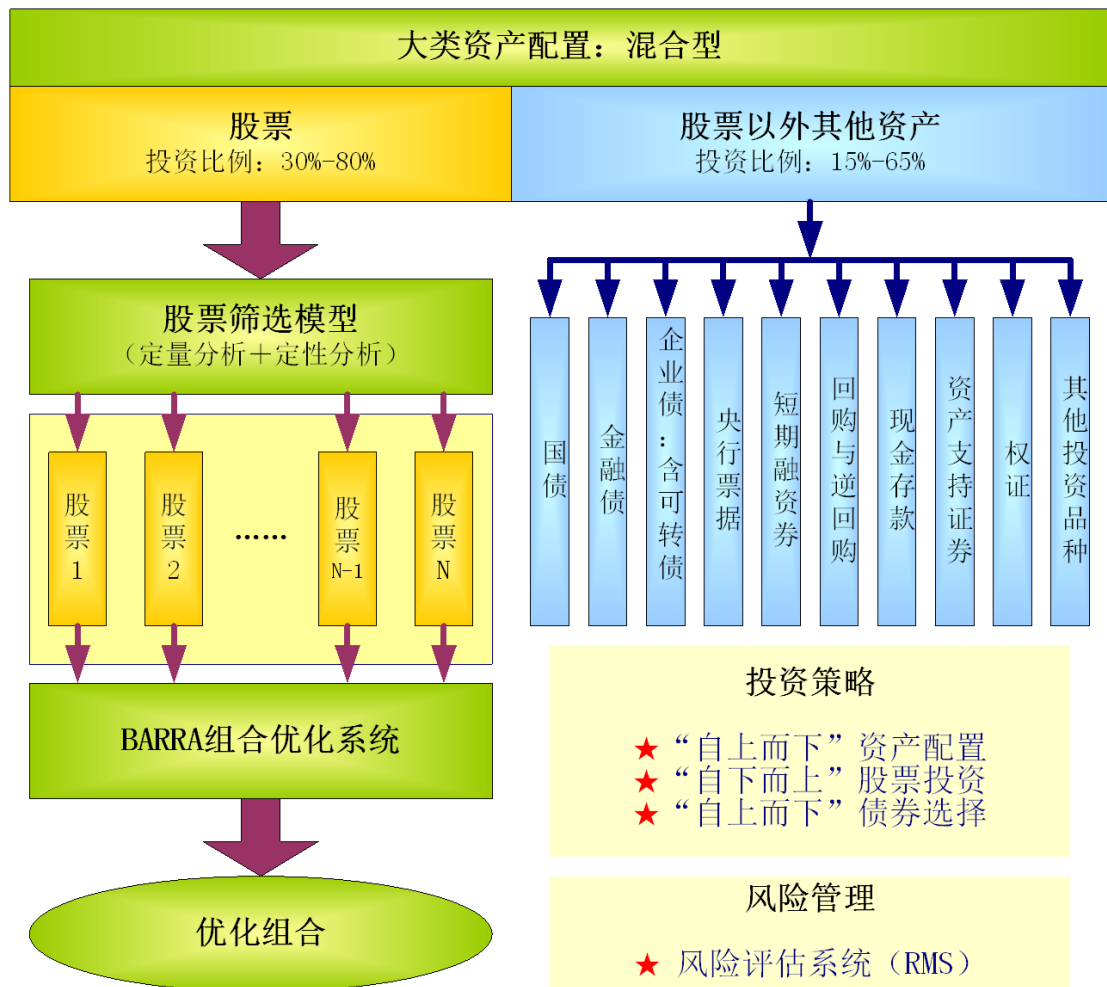 大类资产配置：混合型
股票
投资比例：30%-80%
股票以外其他资产
投资比例：15%-65%
股票筛选模型
（定量分析＋定性分析）
股票1
股票2
……
股票N-1
股票N
BARRA组合优化系统
优化组合
国债
金融债
企业债：含可转债
央行票据
短期融资券
回购与逆回购
现金存款
资产支持证券
权证
其他投资品种
投资策略
★“自上而下”资产配置
★“自下而上”股票投资
★“自上而下”债券选择
风险管理
★ 风险评估系统（RMS）